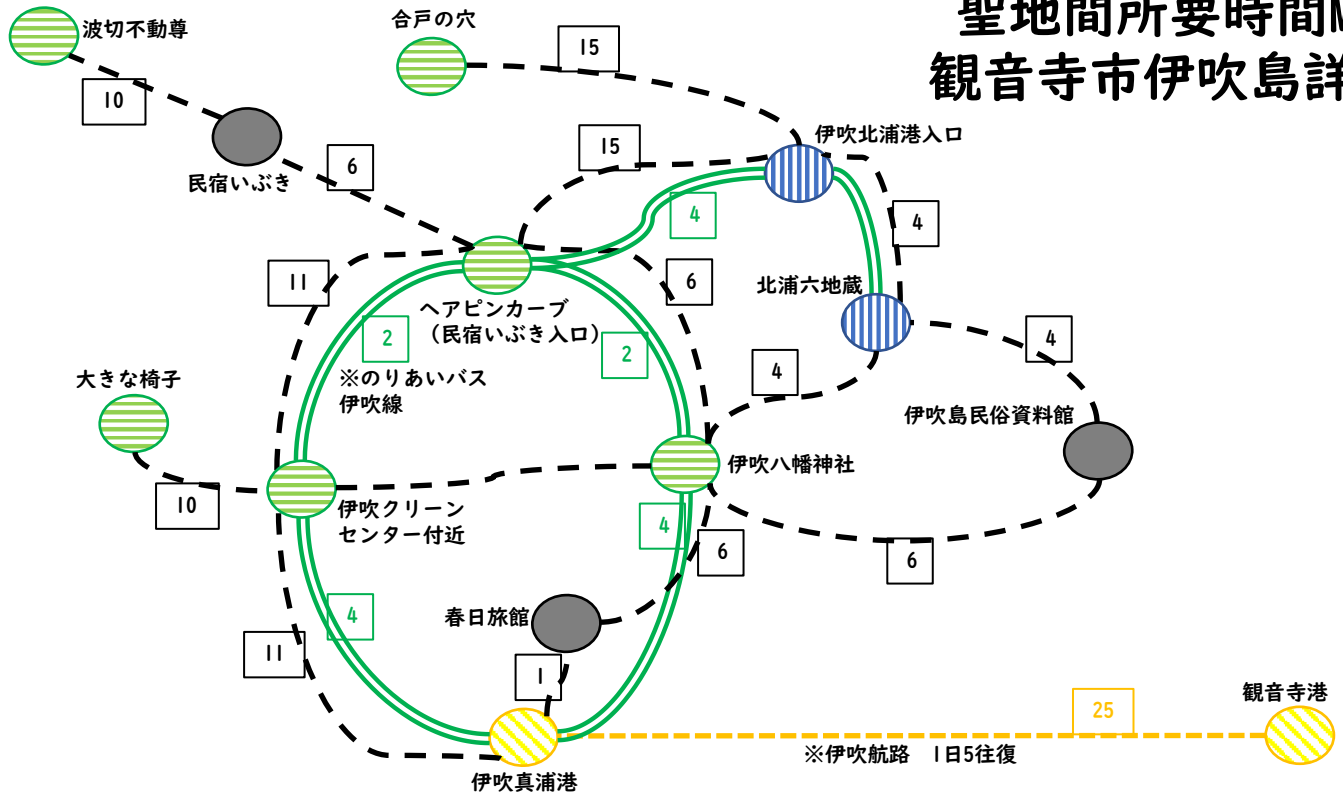 聖地間所要時間
観音寺市伊吹島詳
波切不動尊
合戸の穴
15
10
伊吹北浦港入口
15
6
民宿いぶき
4
4
11
6
北浦六地蔵
ヘアピンカーブ
（民宿いぶき入口）
2
2
4
4
※のりあいバス
伊吹線
大きな椅子
伊吹島民俗資料館
伊吹八幡神社
10
伊吹クリーン
センター付近
4
6
6
4
春日旅館
11
1
観音寺港
25
※伊吹航路　1日5往復
伊吹真浦港